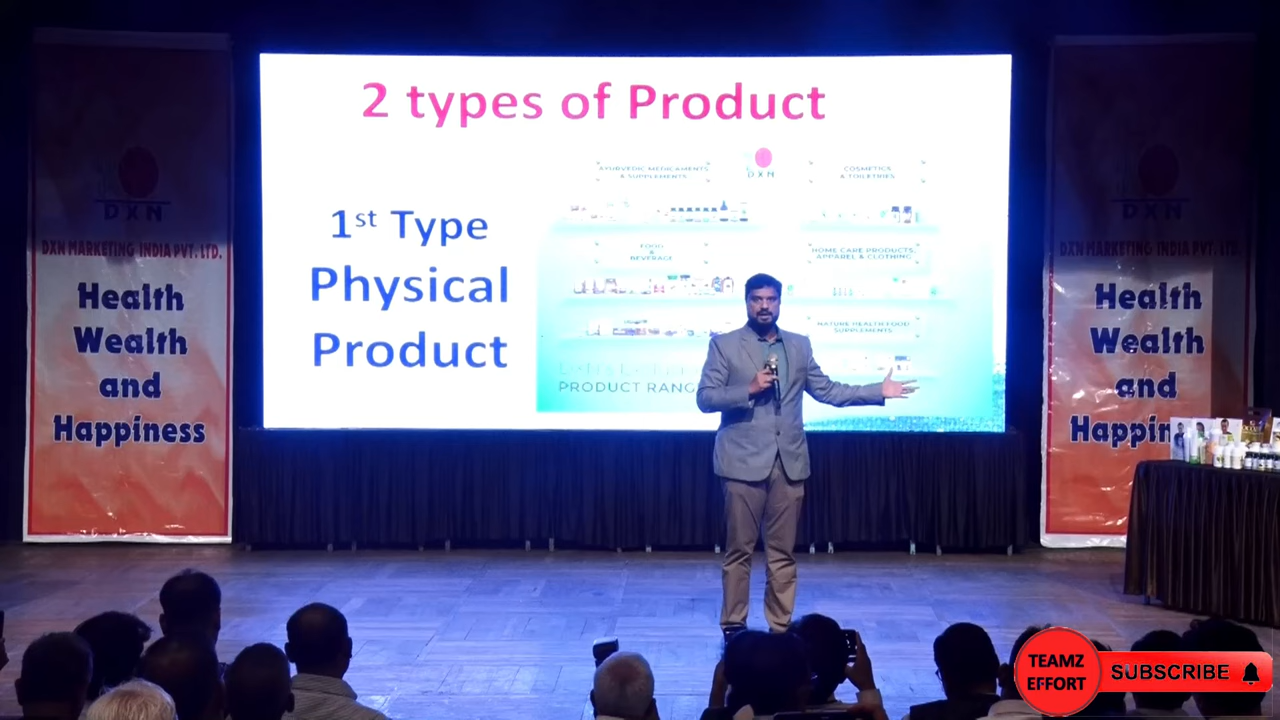 2 types of Product
1st Type
Physical
Product
AYURVEDIC MEDICAMENTS
& SUPPLEMENTS
DXN
COSMETICS
& TOILETRIES
FOOD
&
BEVERAGE
HOME CARE PRODUCTS,
APPAREL & CLOTHING
NATURE HEALTH FOOD
SUPPLEMENTS
PRODUCT RANG
DXN
DXN MARKETING INDIA PVT. LTD.
Health
Wealth
and
Happiness
DXN
DXN MARKETING INDIA PVT. LTD.
Health
Wealth
and
Happin
TEAMZ
EFFORT
SUBSCRIBE